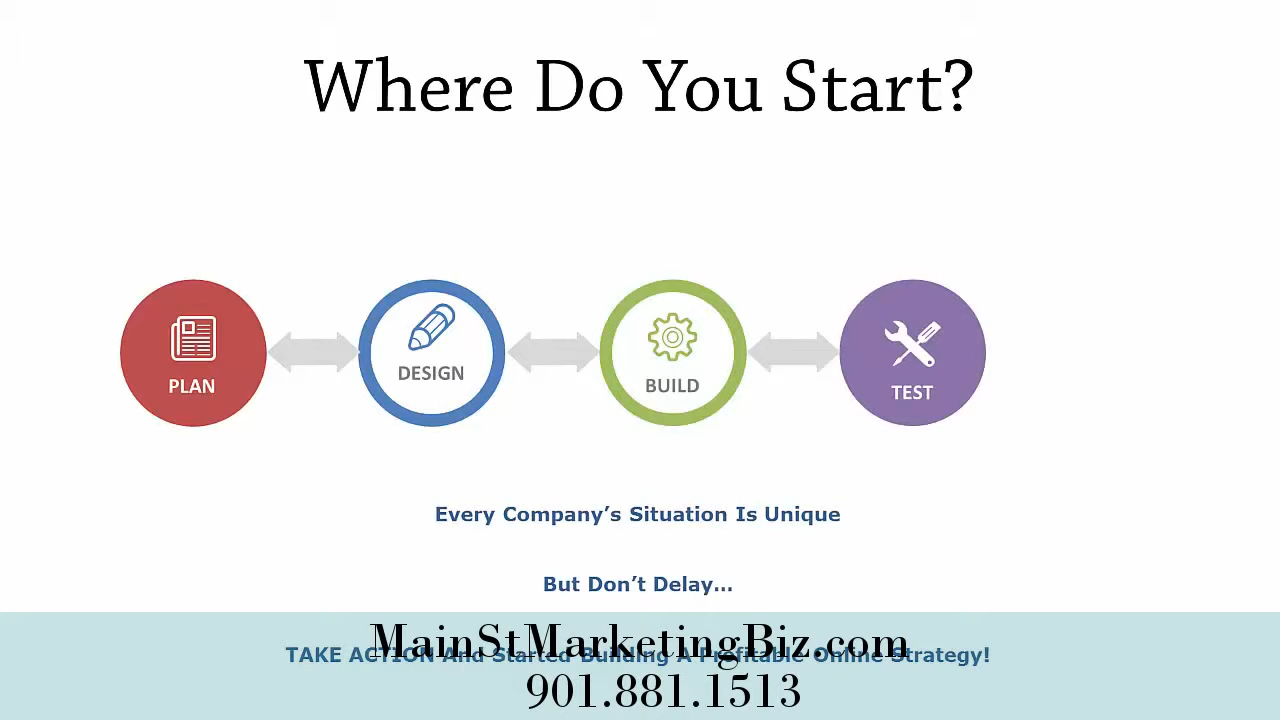 Where Do You Start?
PLAN
DESIGN
BUILD
TEST
Every Company’s Situation Is Unique
But Don’t Delay...
MainStMarketingBiz.com
TAKE ACTION And Started Building A Profitable Online Strategy!
901.881.1513